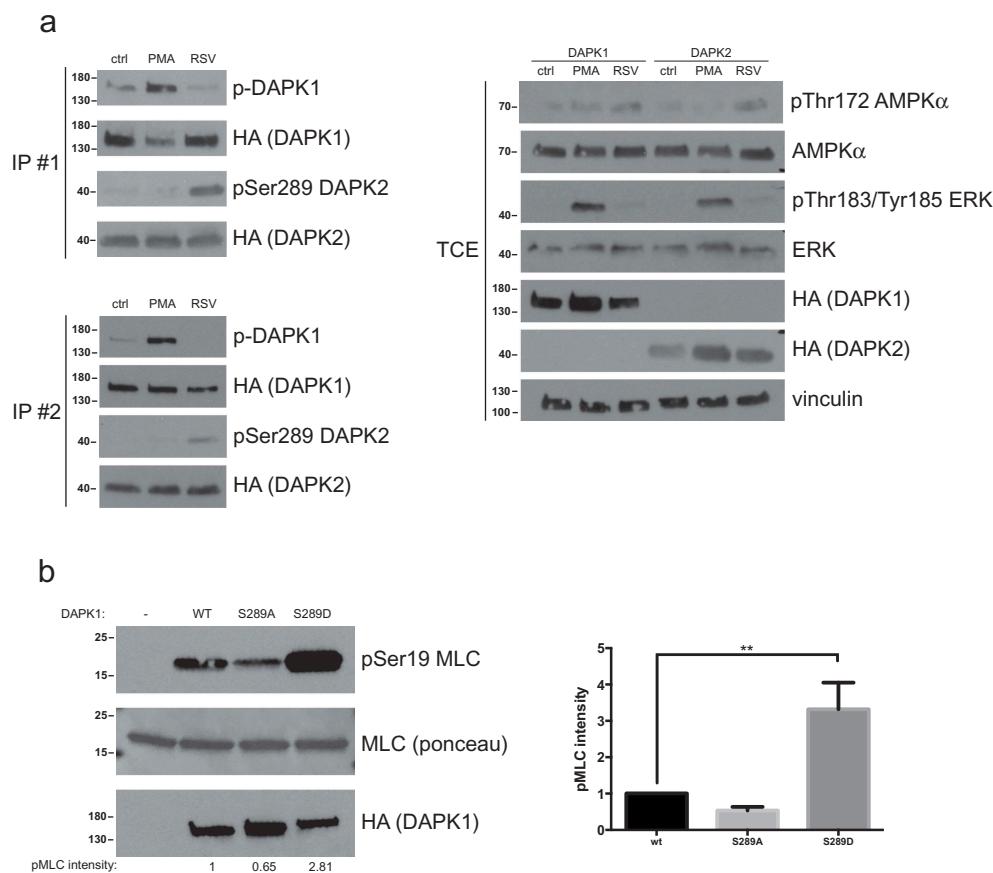 a
ctrl PMA RSV
180-
130-
p-DAPK1
180-
130-
HA (DAPK1)
IP #1
40-
pSer289 DAPK2
40-
HA (DAPK2)
ctrl PMA RSV
180-
130-
p-DAPK1
180-
130-
HA (DAPK1)
IP #2
40-
pSer289 DAPK2
40-
HA (DAPK2)
DAPK1 DAPK2
ctrl PMA RSV ctrl PMA RSV
70-
pThr172 AMPKα
70-
AMPKα
40-
pThr183/Tyr185 ERK
TCE
40-
ERK
180-
130-
HA (DAPK1)
40-
HA (DAPK2)
130-
100-
vinculin
b
DAPK1: - WT S289A S289D
25-
15-
pSer19 MLC
25-
15-
MLC (ponceau)
180-
130-
HA (DAPK1)
pMLC intensity: 1 0.65 2.81
pMLC intensity
5
4
3
2
1
0
**
wt S289A S289D